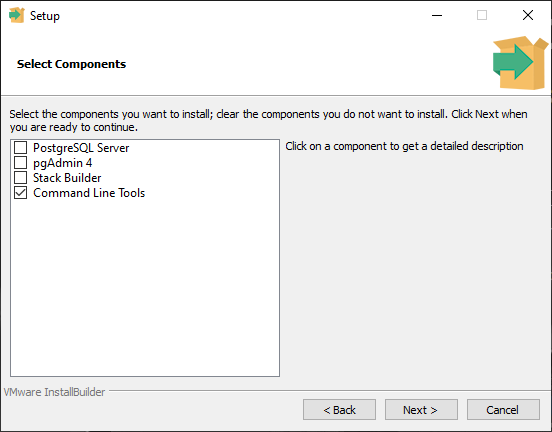 Setup
Select Components
Select the components you want to install; clear the components you do not want to install. Click Next when
you are ready to continue.
PostgreSQL Server
Click on a component to get a detailed description
pgAdmin 4
Stack Builder
Command Line Tools
VMware InstallBuilder
< Back
Next >
Cancel